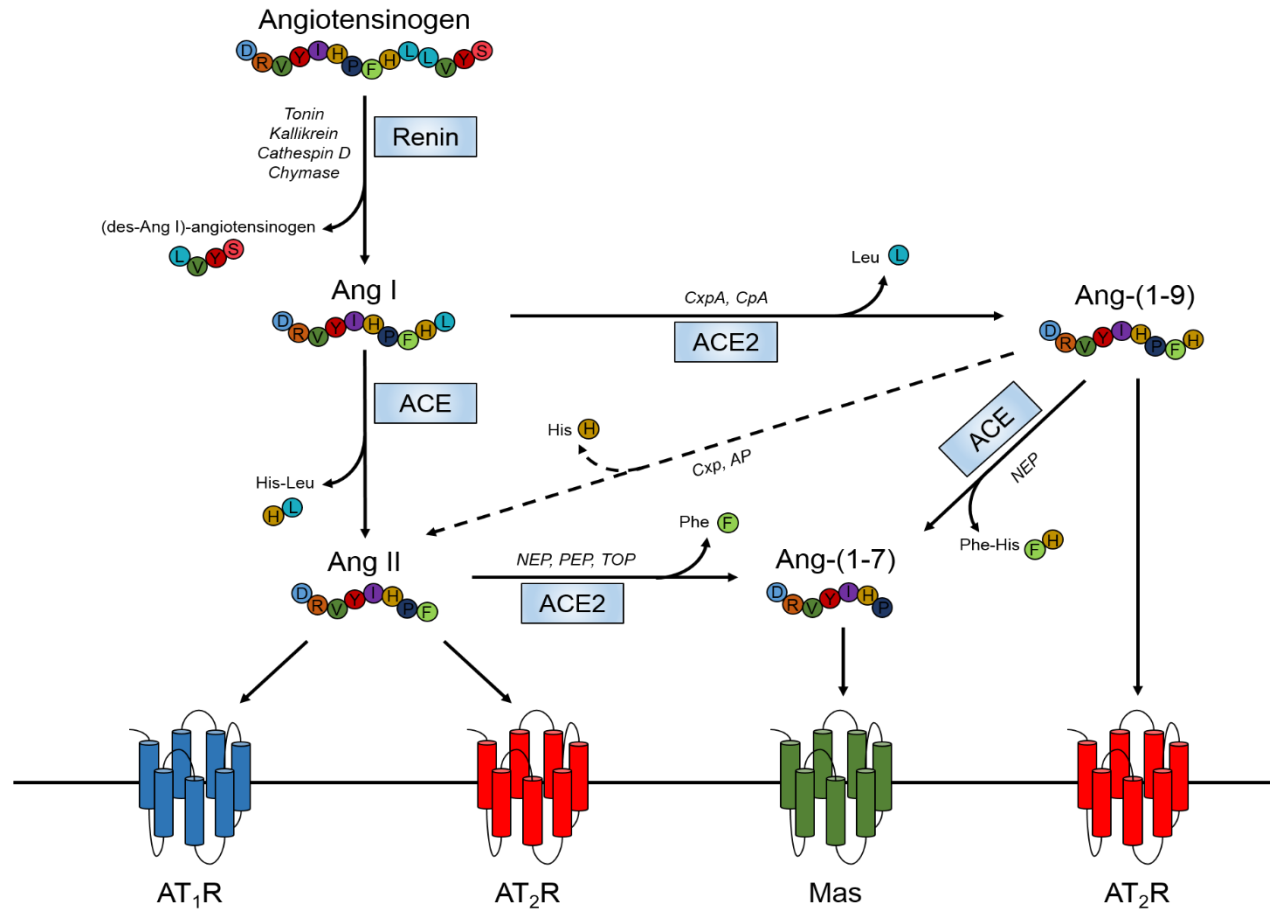 Angiotensinogen
D R V Y I H P F H L L V Y S
Tonin
Kallikrein
Cathespin D
Chymase
Renin
(des-Ang I)-angiotensinogen
L V Y S
Leu L
Ang I
CxpA, CpA
Ang-(1-9)
D R V Y I H P F H L
ACE2
D R V Y I H P F H
ACE
His H
Cxp, AP
ACE
NEP
His-Leu
H L
Phe F
Phe-His F H
Ang II
NEP, PEP, TOP
Ang-(1-7)
D R V Y I H P F
ACE2
D R V Y I H P
AT₁R
AT₂R
Mas
AT₂R